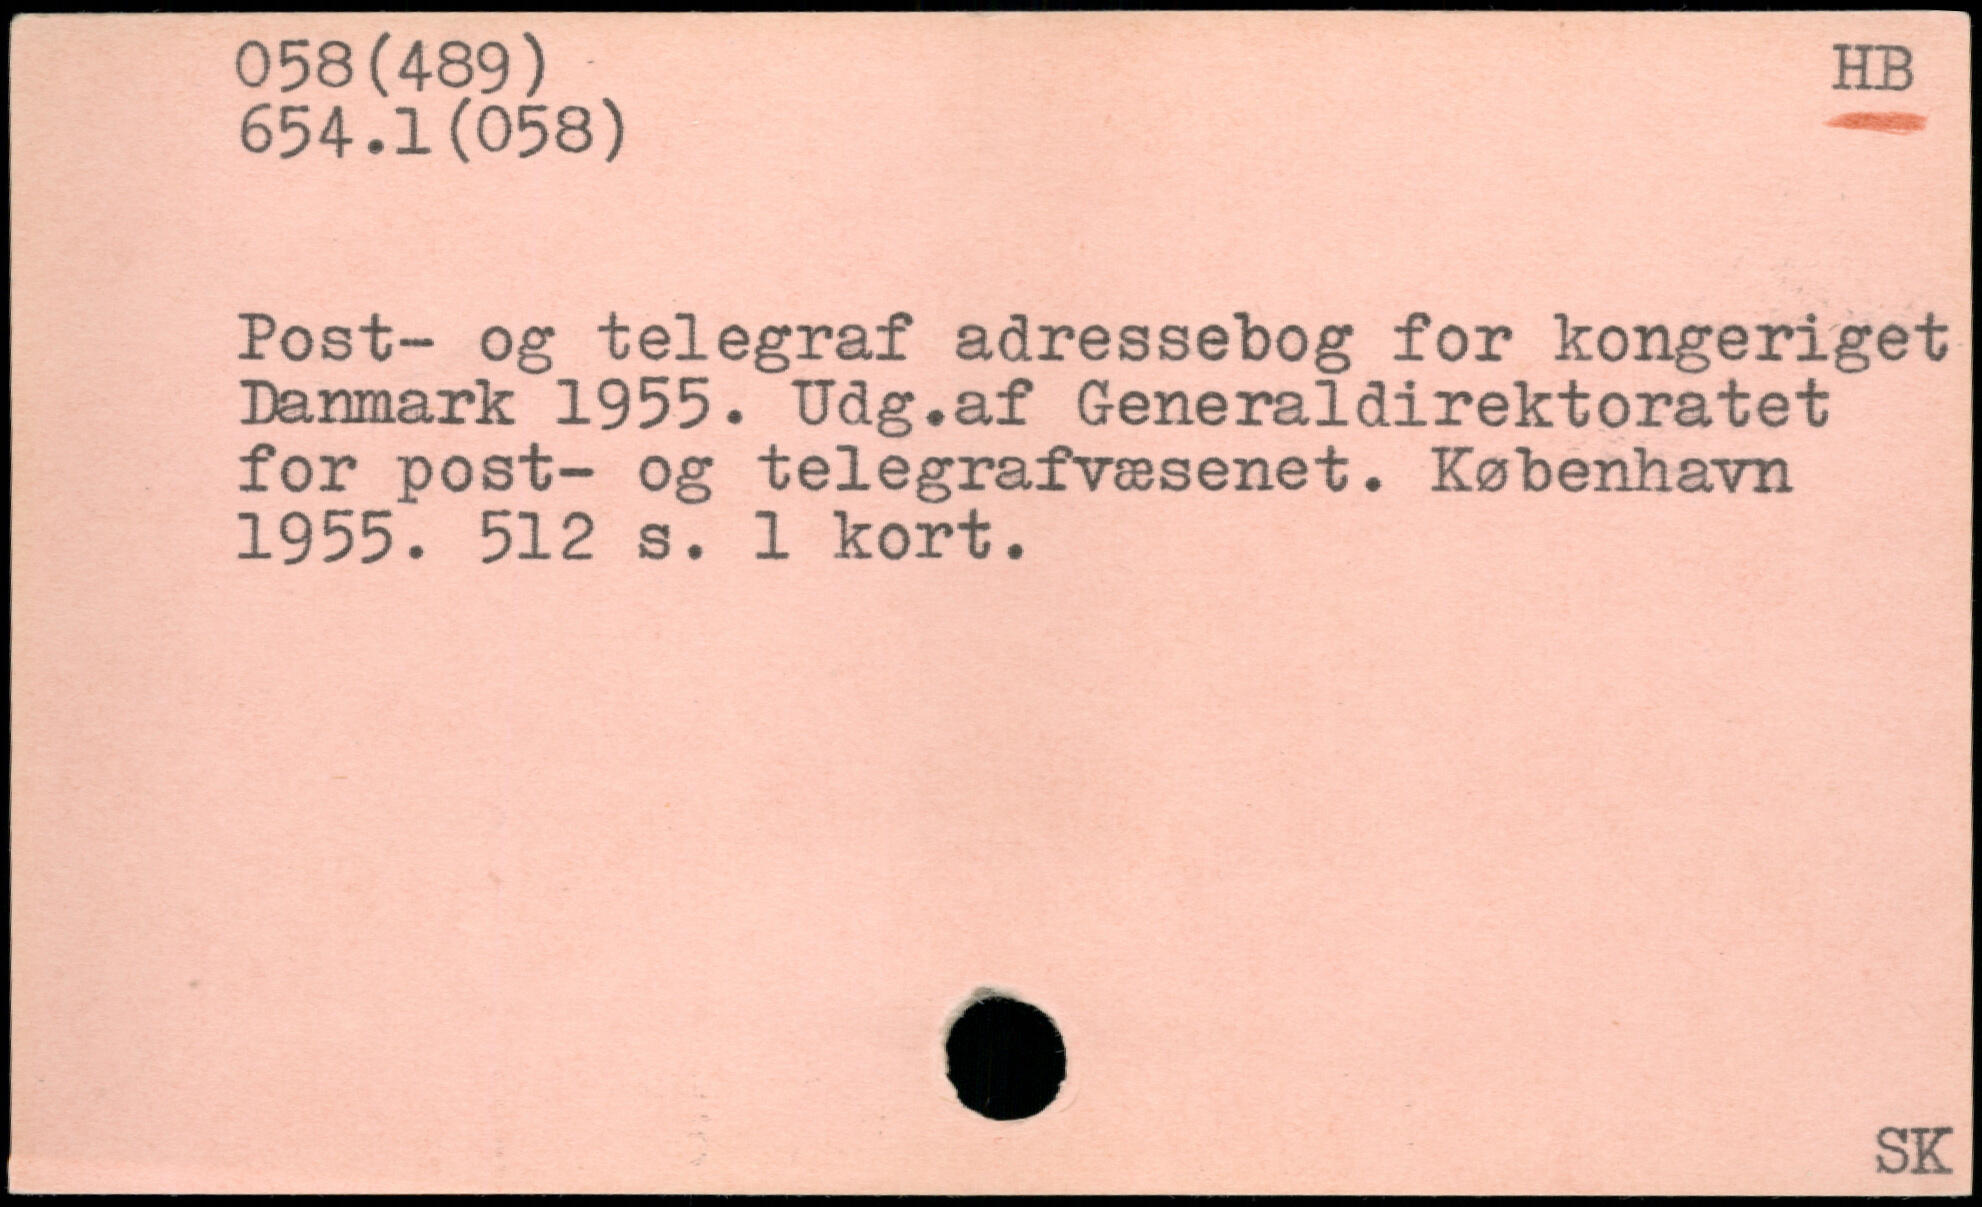 058(489)
HB
654.1(058)
Post- og telegraf adressebog for kongeriget
Danmark 1955. Udg.af Generaldirektoratet
for post- og telegrafvæsenet. København
1955. 512 s. 1 kort.
SK